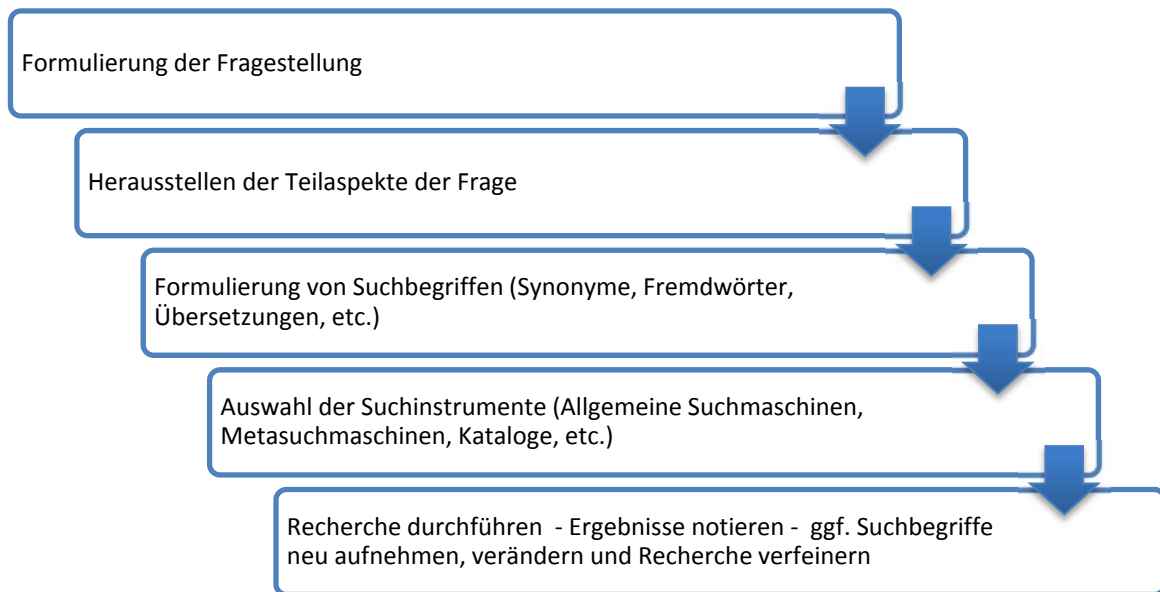 Formulierung der Fragestellung
Herausstellen der Teilaspekte der Frage
Formulierung von Suchbegriffen (Synonyme, Fremdwörter,
Übersetzungen, etc.)
Auswahl der Suchinstrumente (Allgemeine Suchmaschinen,
Metasuchmaschinen, Kataloge, etc.)
Recherche durchführen - Ergebnisse notieren - ggf. Suchbegriffe
neu aufnehmen, verändern und Recherche verfeinern